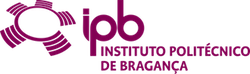 ipb
INSTITUTO POLITÉCNICO
DE BRAGANÇA